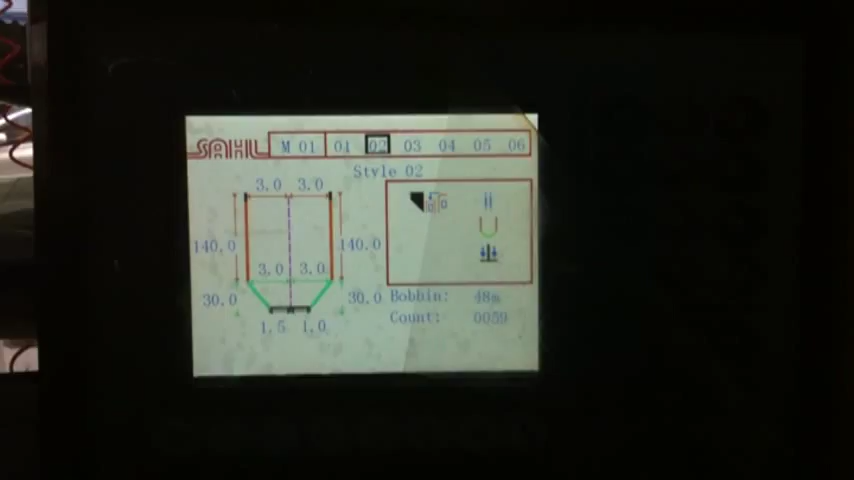 SAHL M 01 01 02 03 04 05 06
Style 02
3.0 3.0
140.0 140.0
3.0 3.0
30.0 30.0
1.5 1.0
Bobbin: 48m
Count: 0059